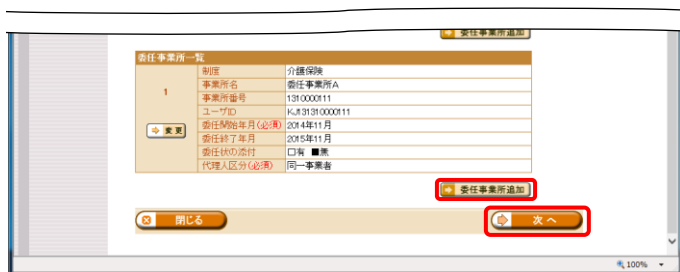 委任事業所追加
委任事業所一覧
1
変更
制度 介護保険
事業所名 委任事業所A
事業所番号 1310000111
ユーザID KJ131310000111
委任開始年月(必須) 2014年11月
委任終了年月 2015年11月
委任状の添付 □有 ■無
代理人区分(必須) 同一事業者
委任事業所追加
閉じる 次へ
100%